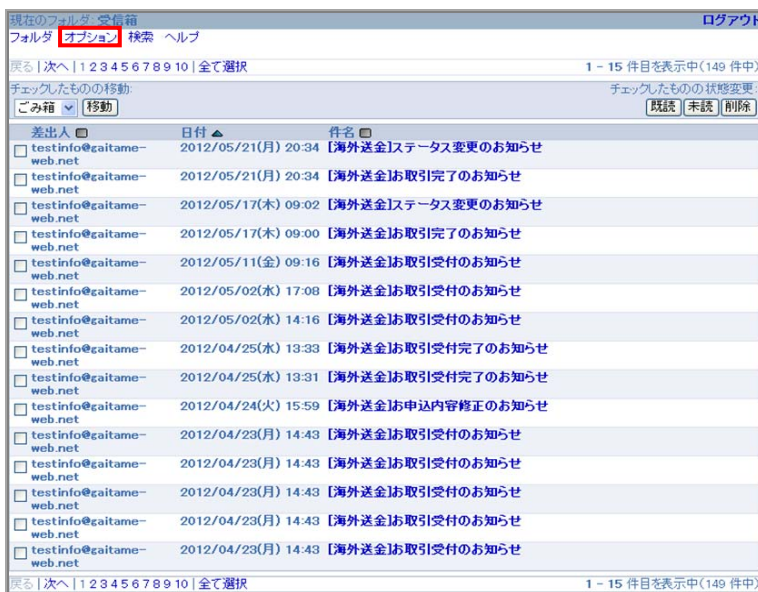 現在のフォルダ: 受信箱 ログアウト
フォルダ オプション 検索 ヘルプ
戻る | 次へ | 1 2 3 4 5 6 7 8 9 10 | 全て選択 1 - 15 件目を表示中(149 件中)
チェックしたものの移動: チェックしたものの状態変更:
ごみ箱 移動 既読 未読 削除
差出人 日付 件名
testinfo@gaitame- 2012/05/21(月) 20:34 [海外送金]ステータス変更のお知らせ
web.net
testinfo@gaitame- 2012/05/21(月) 20:34 [海外送金]お取引完了のお知らせ
web.net
testinfo@gaitame- 2012/05/17(木) 09:02 [海外送金]ステータス変更のお知らせ
web.net
testinfo@gaitame- 2012/05/17(木) 09:00 [海外送金]お取引完了のお知らせ
web.net
testinfo@gaitame- 2012/05/11(金) 09:16 [海外送金]お取引受付のお知らせ
web.net
testinfo@gaitame- 2012/05/02(水) 17:08 [海外送金]お取引受付のお知らせ
web.net
testinfo@gaitame- 2012/05/02(水) 14:16 [海外送金]お取引受付のお知らせ
web.net
testinfo@gaitame- 2012/04/25(水) 13:33 [海外送金]お取引受付完了のお知らせ
web.net
testinfo@gaitame- 2012/04/25(水) 13:31 [海外送金]お取引受付完了のお知らせ
web.net
testinfo@gaitame- 2012/04/24(火) 15:59 [海外送金]お申込内容修正のお知らせ
web.net
testinfo@gaitame- 2012/04/23(月) 14:43 [海外送金]お取引受付のお知らせ
web.net
testinfo@gaitame- 2012/04/23(月) 14:43 [海外送金]お取引受付のお知らせ
web.net
testinfo@gaitame- 2012/04/23(月) 14:43 [海外送金]お取引受付のお知らせ
web.net
testinfo@gaitame- 2012/04/23(月) 14:43 [海外送金]お取引受付のお知らせ
web.net
testinfo@gaitame- 2012/04/23(月) 14:43 [海外送金]お取引受付のお知らせ
web.net
戻る | 次へ | 1 2 3 4 5 6 7 8 9 10 | 全て選択 1 - 15 件目を表示中(149 件中)